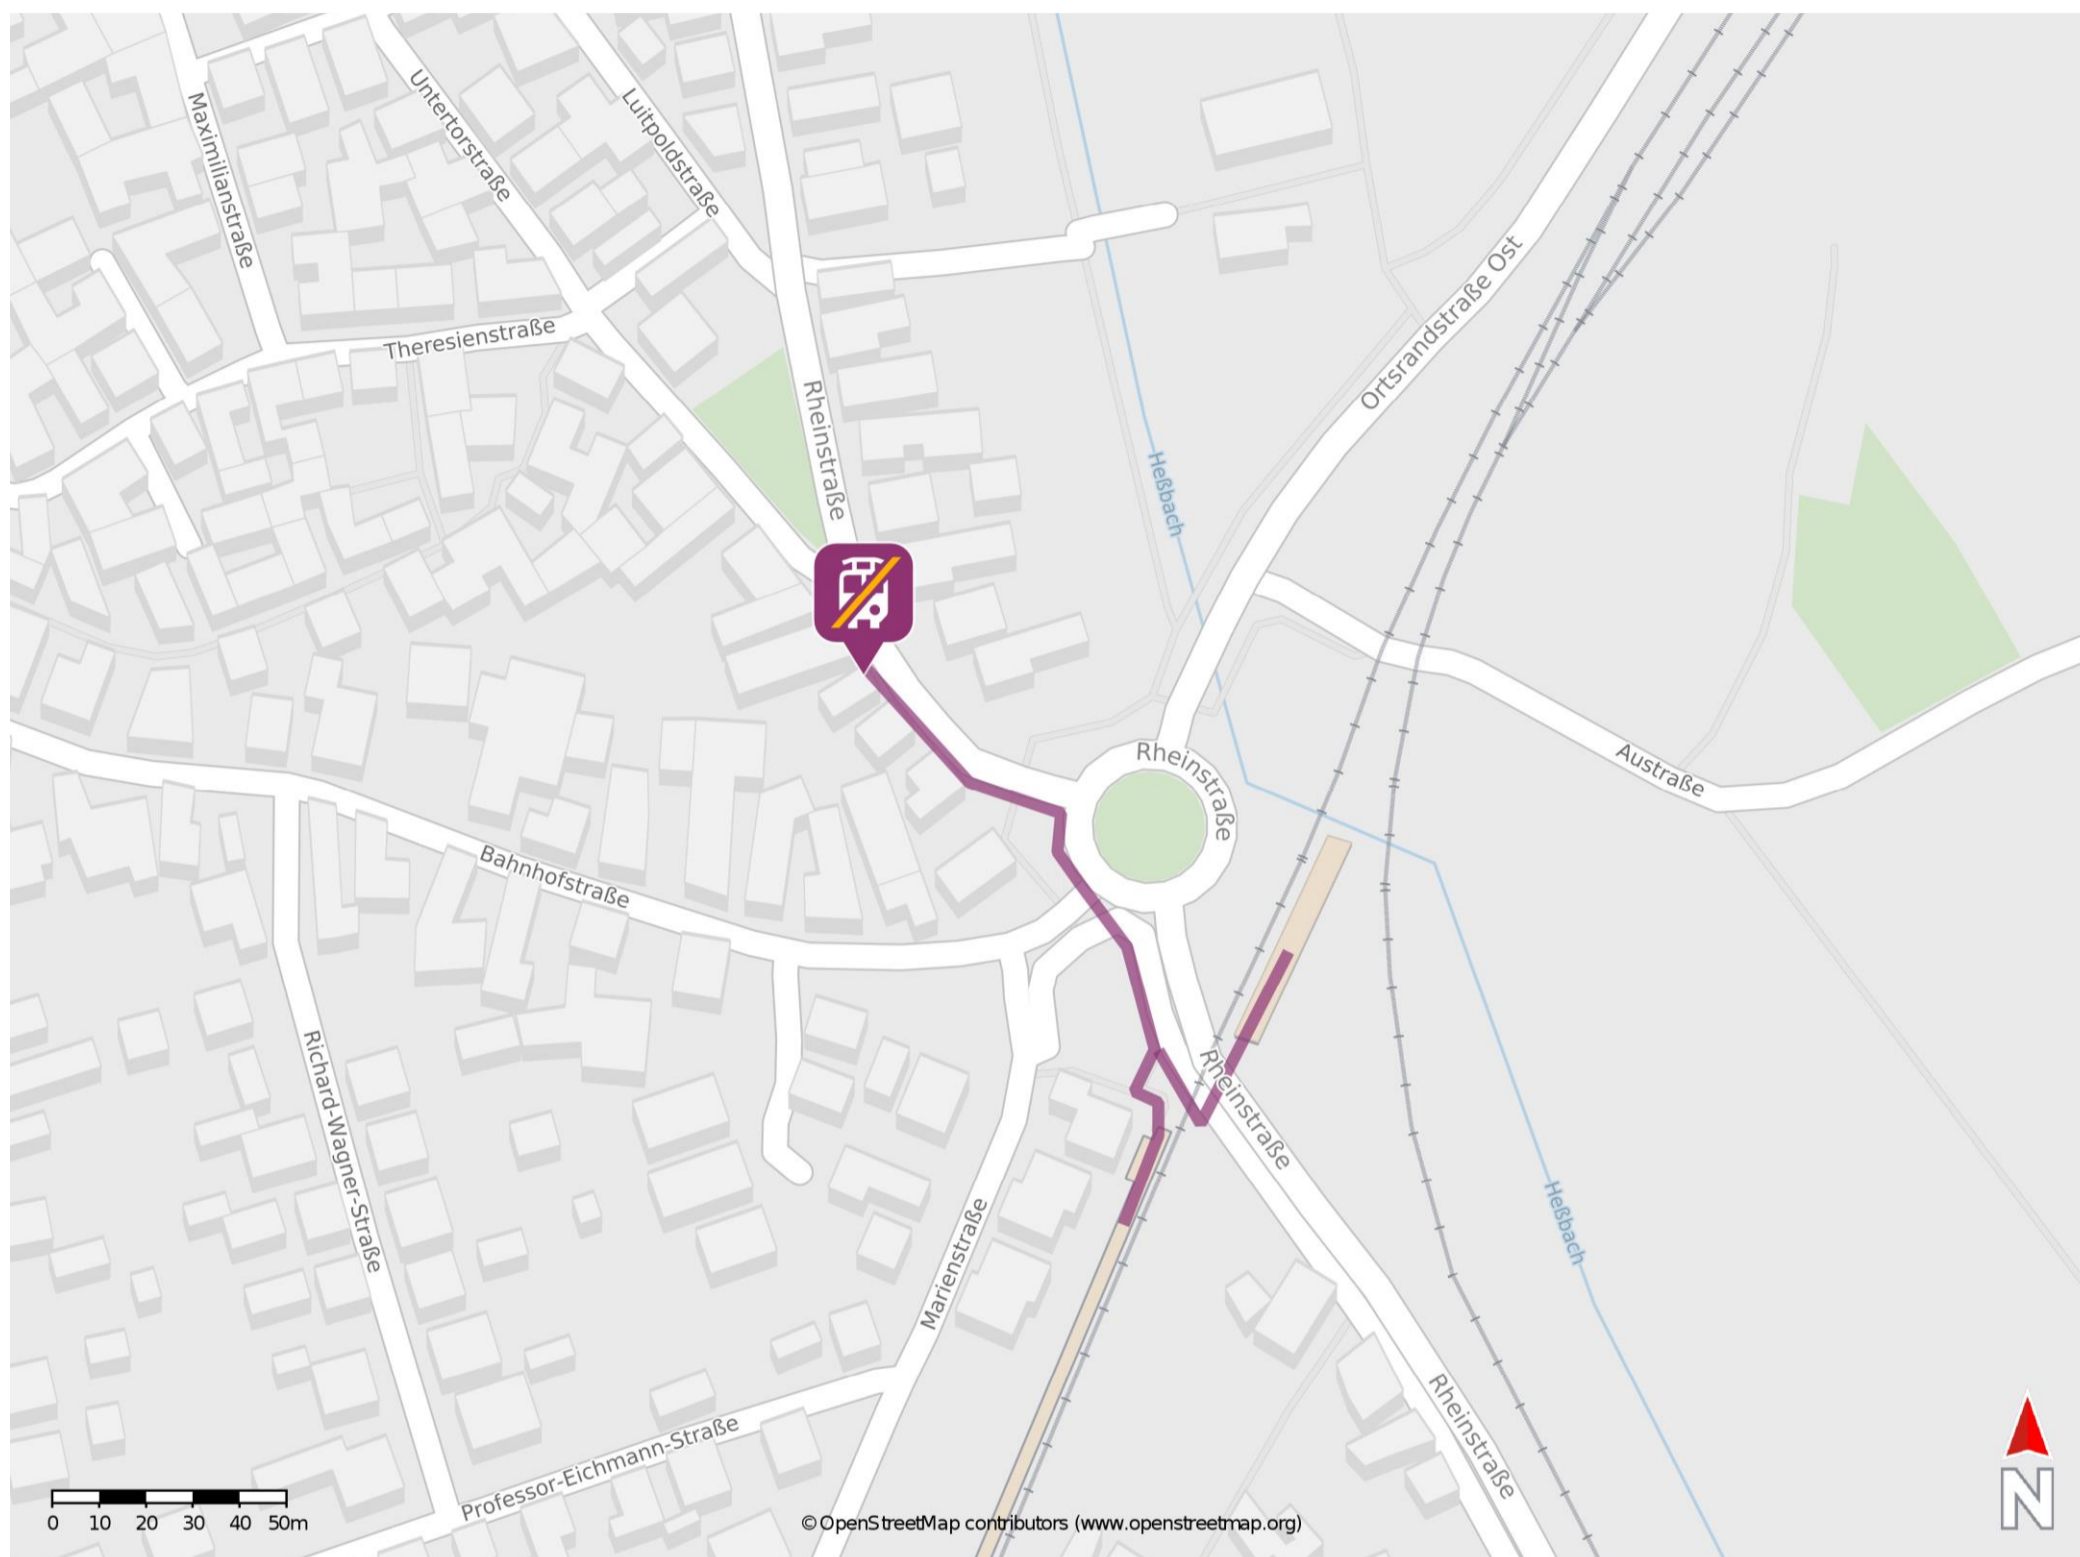 Maximilianstraße
Untertorstraße
Luitpoldstraße
Theresienstraße
Rheinstraße
Ortsrandstraße Ost
Heßbach
Rheinstraße
Austraße
Bahnhofstraße
Richard-Wagner-Straße
Rheinstraße
Marienstraße
Heßbach
Rheinstraße
Professor-Eichmann-Straße
0 10 20 30 40 50m
©OpenStreetMap contributors (www.openstreetmap.org)
N